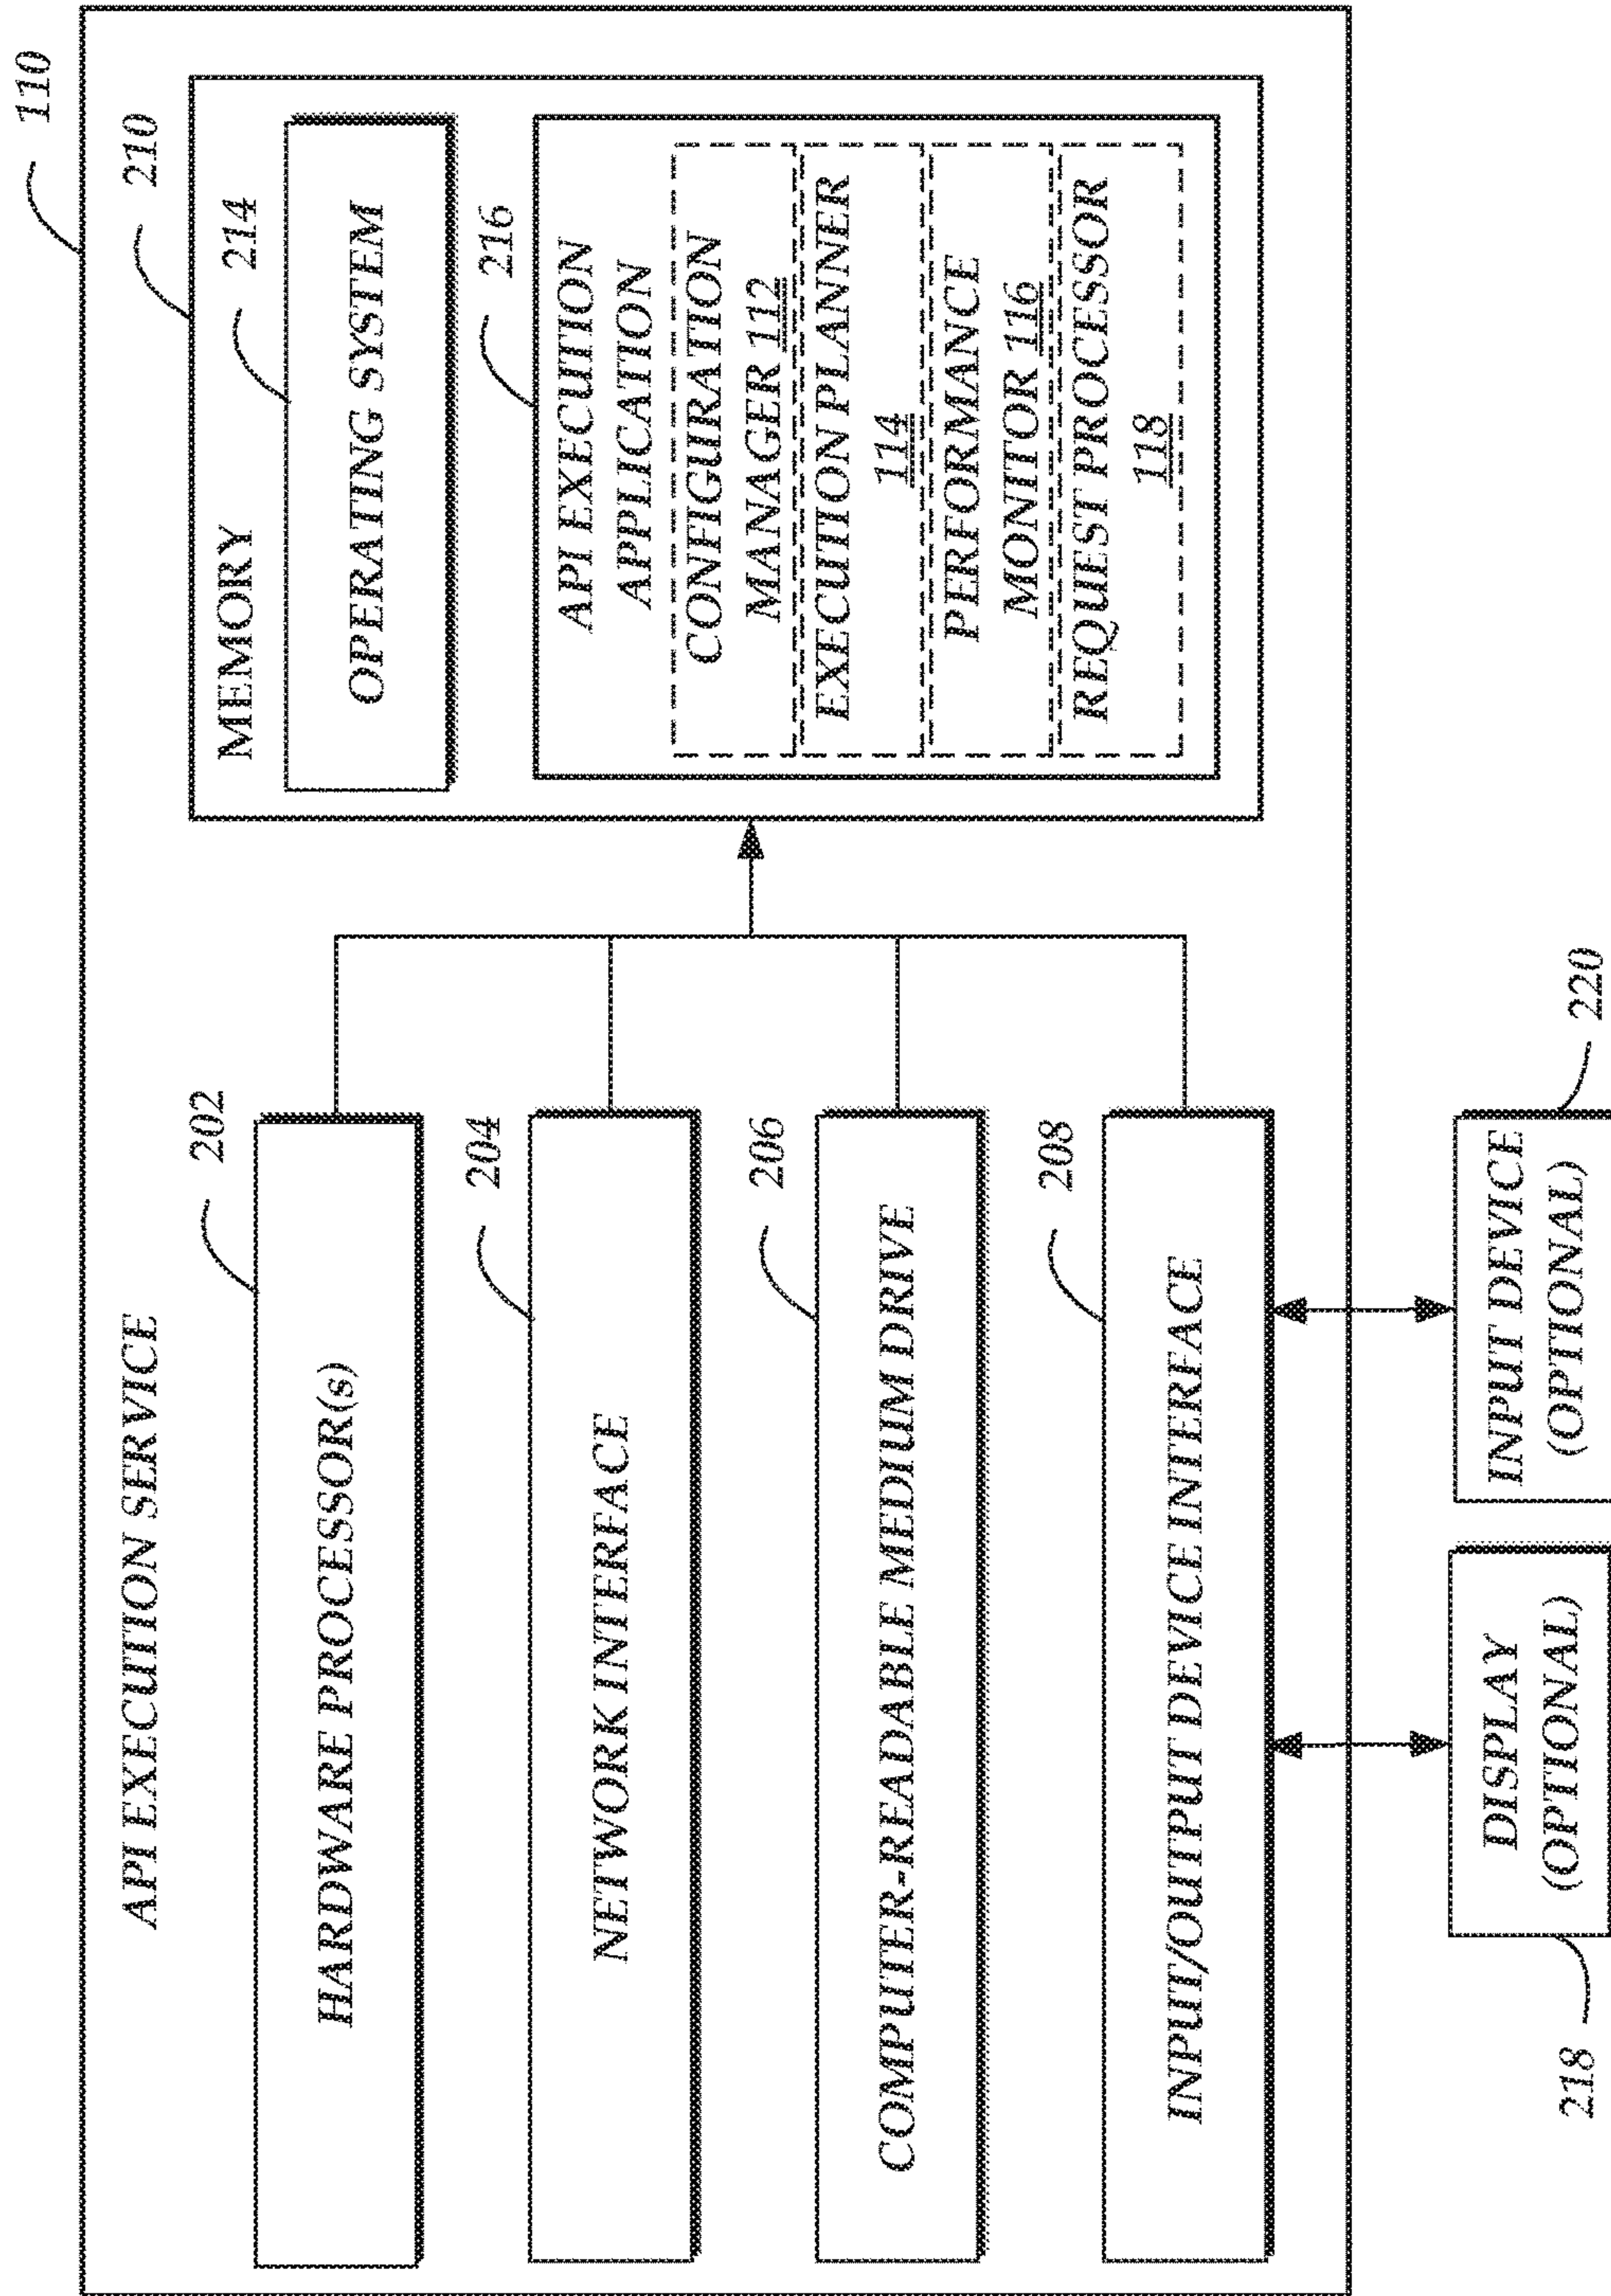 110
API EXECUTION SERVICE
210
MEMORY
202
HARDWARE PROCESSOR(s)
214
OPERATING SYSTEM
204
NETWORK INTERFACE
216
API EXECUTION
APPLICATION
CONFIGURATION
MANAGER 112
EXECUTION PLANNER
114
PERFORMANCE
MONITOR 116
REQUEST PROCESSOR
118
206
COMPUTER-READABLE MEDIUM DRIVE
208
INPUT/OUTPUT DEVICE INTERFACE
218
DISPLAY
(OPTIONAL)
INPUT DEVICE
(OPTIONAL)
220